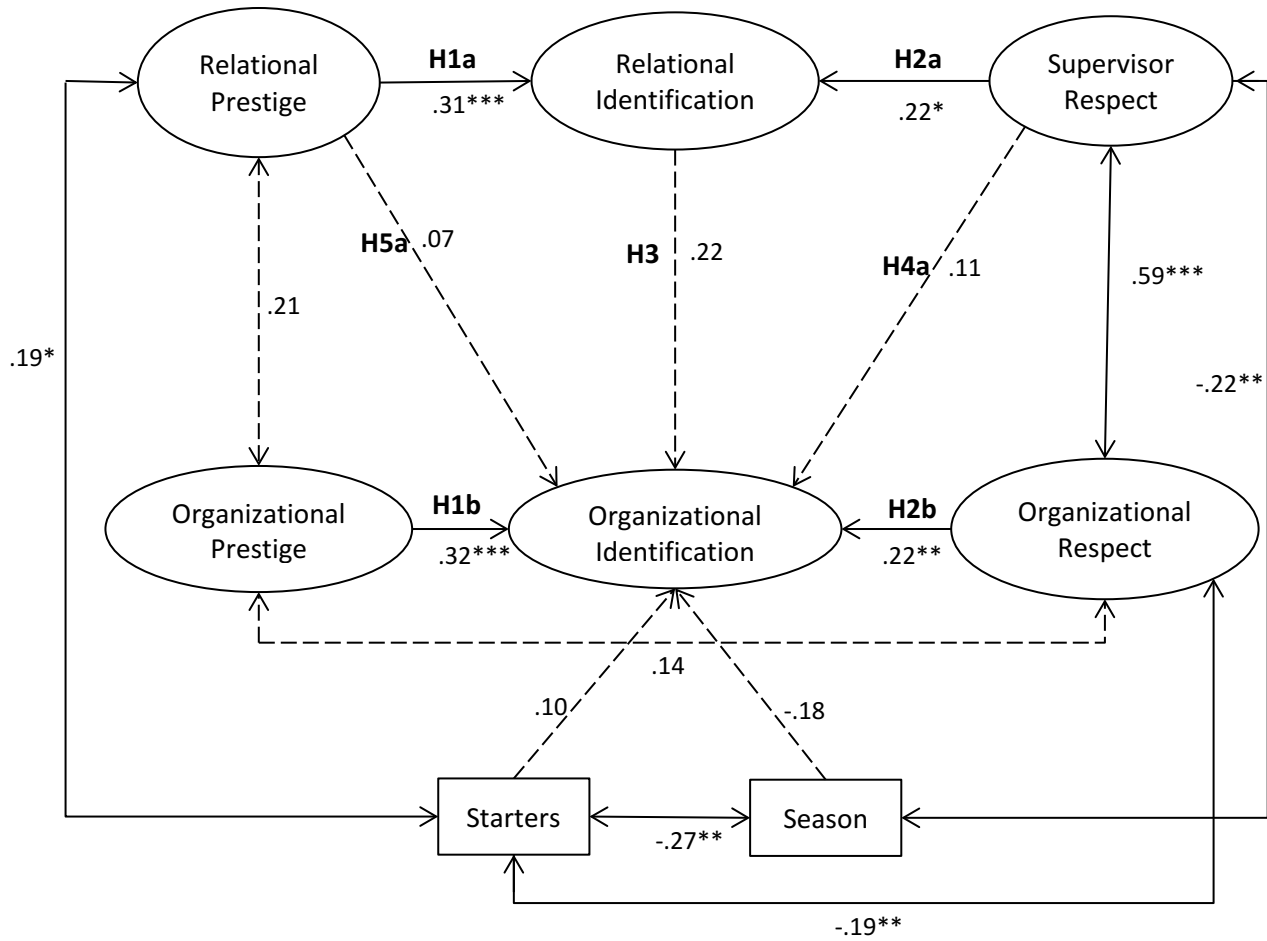 Relational
Prestige
H1a
.31***
Relational
Identification
H2a
.22*
Supervisor
Respect
H5a
.07
H3
.22
H4a
.11
.59***
.21
.19*
-.22**
Organizational
Prestige
H1b
.32***
Organizational
Identification
H2b
.22**
Organizational
Respect
.14
.10
-.18
Starters
-.27**
Season
-.19**